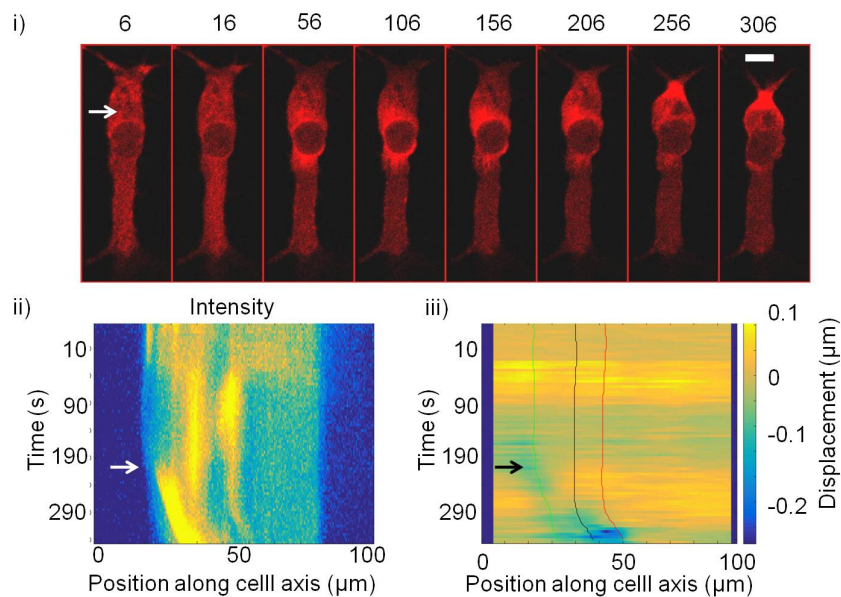 i)
6 16 56 106 156 206 256 306
ii) Intensity
10
90
190
290
Time (s)
0 50 100
Position along celll axis (µm)
iii)
10
90
190
290
Time (s)
0 50 100
Position along celll axis (µm)
0.1
0
-0.1
-0.2
Displacement (µm)